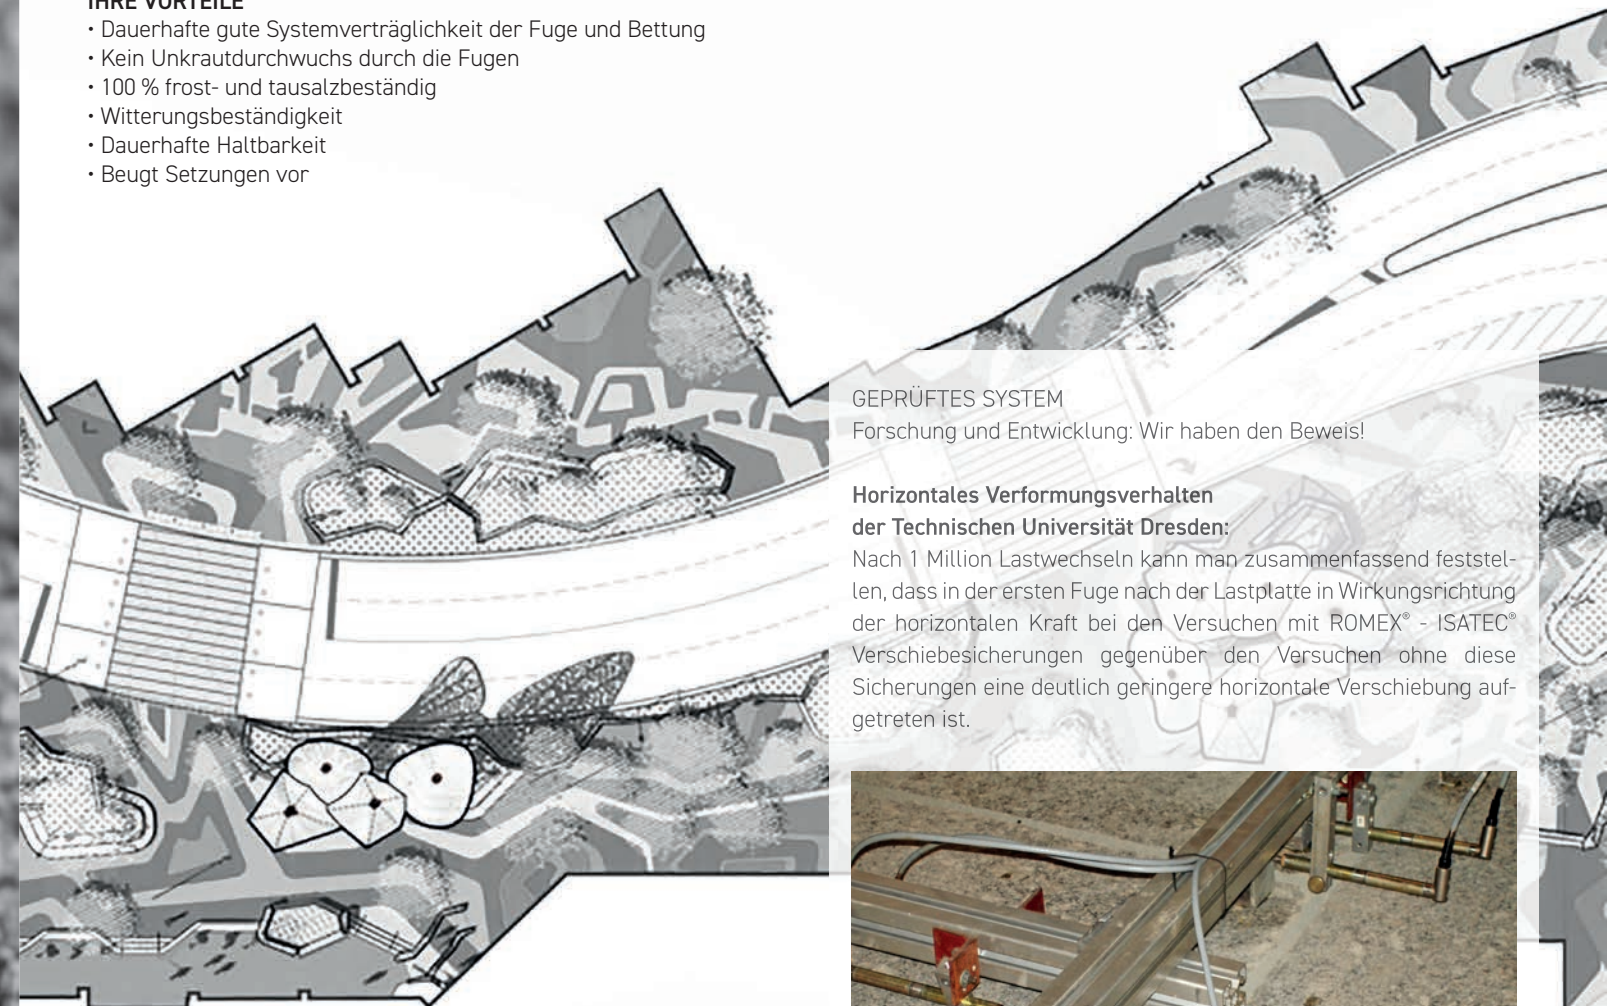 IHRE VORTEILE
• Dauerhafte gute Systemverträglichkeit der Fuge und Bettung
• Kein Unkrautdurchwuchs durch die Fugen
• 100 % frost- und tausalzbeständig
• Witterungsbeständigkeit
• Dauerhafte Haltbarkeit
• Beugt Setzungen vor
GEPRÜFTES SYSTEM
Forschung und Entwicklung: Wir haben den Beweis!
Horizontales Verformungsverhalten
der Technischen Universität Dresden:
Nach 1 Million Lastwechseln kann man zusammenfassend feststel-
len, dass in der ersten Fuge nach der Lastplatte in Wirkungsrichtung
der horizontalen Kraft bei den Versuchen mit ROMEX® - ISATEC®
Verschiebesicherungen gegenüber den Versuchen ohne diese
Sicherungen eine deutlich geringere horizontale Verschiebung auf-
getreten ist.